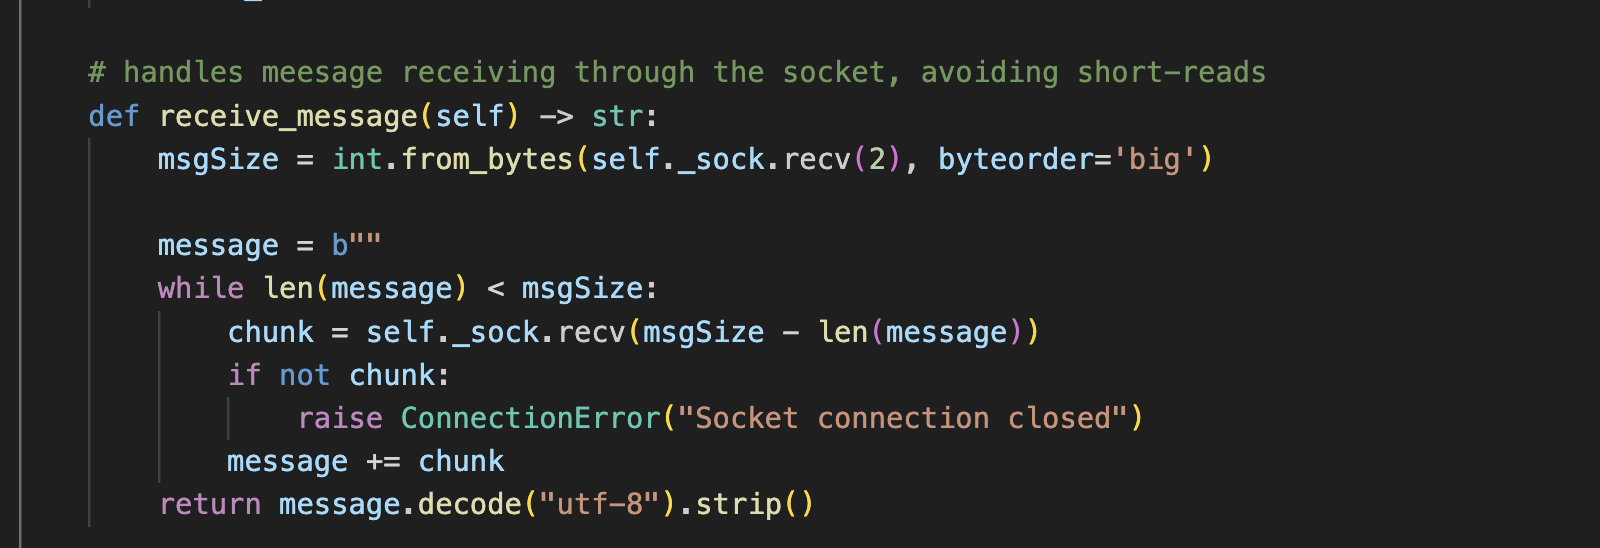 # handles meesage receiving through the socket, avoiding short-reads
def receive_message(self) -> str:
    msgSize = int.from_bytes(self._sock.recv(2), byteorder='big')

    message = b""
    while len(message) < msgSize:
        chunk = self._sock.recv(msgSize - len(message))
        if not chunk:
            raise ConnectionError("Socket connection closed")
        message += chunk
    return message.decode("utf-8").strip()